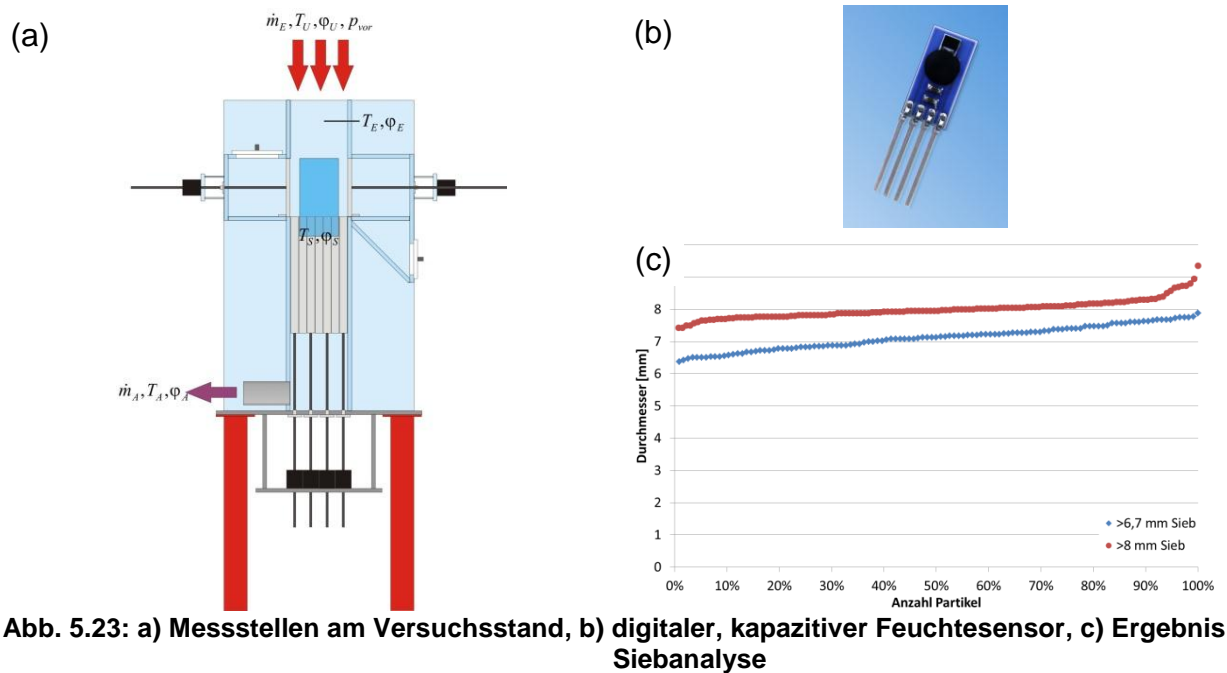 (a)
ṁ_E, T_U, φ_U, p_vor
T_E, φ_E
T_S, φ_S
ṁ_A, T_A, φ_A
(b)
(c)
Durchmesser [mm]
8
7
6
5
4
3
2
1
0
0% 10% 20% 30% 40% 50% 60% 70% 80% 90% 100%
Anzahl Partikel
>6,7 mm Sieb
>8 mm Sieb
Abb. 5.23: a) Messstellen am Versuchsstand, b) digitaler, kapazitiver Feuchtesensor, c) Ergebnis
Siebanalyse